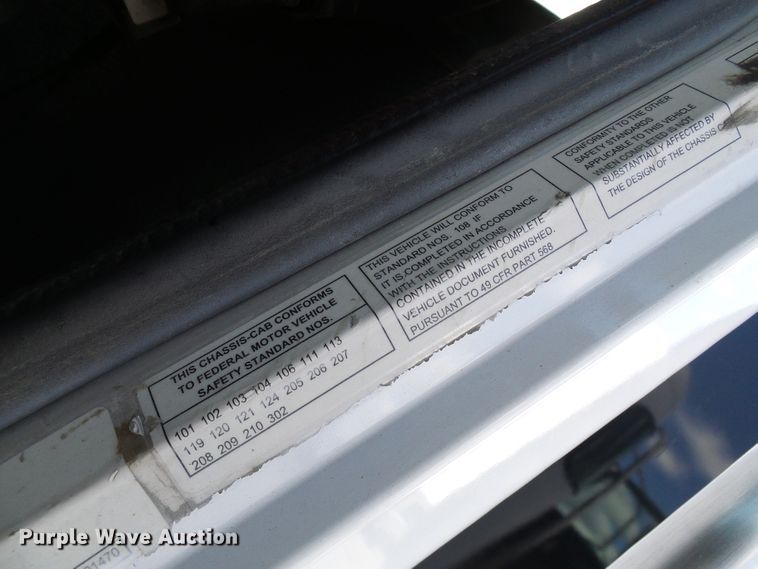 THIS CHASSIS-CAB CONFORMS
TO FEDERAL MOTOR VEHICLE
SAFETY STANDARD NOS.
101 102 103 104 106 111 113
119 120 121 124 205 206 207
208 209 210 302
THIS VEHICLE WILL CONFORM TO
STANDARD NOS. 108 IF
IT IS COMPLETED IN ACCORDANCE
WITH THE INSTRUCTIONS
CONTAINED IN THE INCOMPLETE
VEHICLE DOCUMENT FURNISHED.
PURSUANT TO 49 CFR PART 568
CONFORMITY TO THE OTHER
SAFETY STANDARDS
APPLICABLE TO THIS VEHICLE
WHEN COMPLETED IS NOT
SUBSTANTIALLY AFFECTED BY
THE DESIGN OF THE CHASSIS
Purple Wave Auction